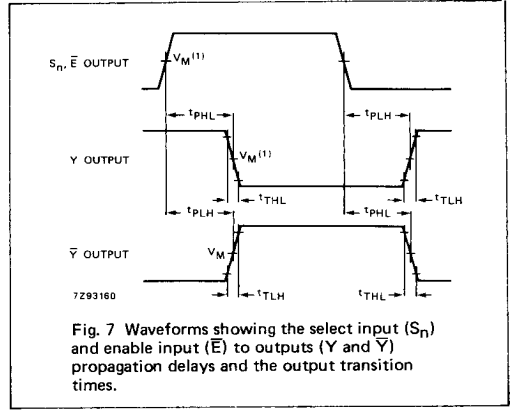 Sn, E̅ OUTPUT
VM(1)
tPHL
tPLH
Y OUTPUT
VM(1)
tTHL
tTLH
tPLH
tPHL
Y̅ OUTPUT
VM
tTLH
tTHL
7Z93160
Fig. 7 Waveforms showing the select input (Sn)
and enable input (E̅) to outputs (Y and Y̅)
propagation delays and the output transition
times.